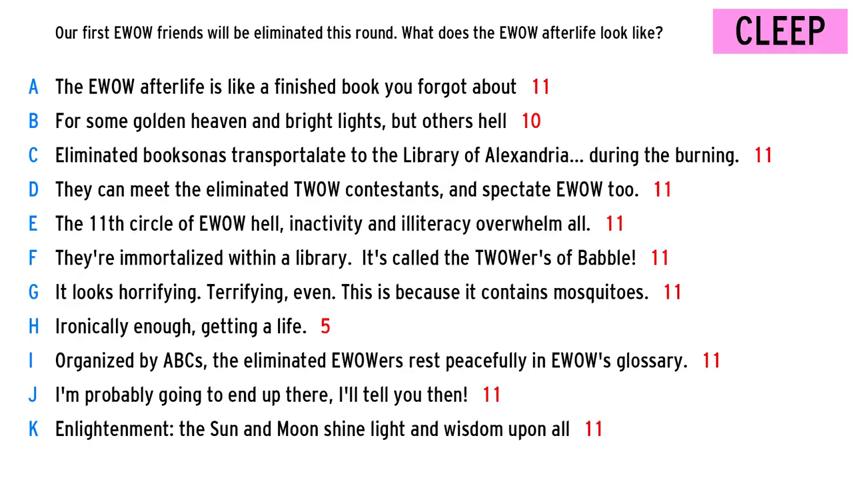 Our first EWOW friends will be eliminated this round. What does the EWOW afterlife look like?
CLEEP
A The EWOW afterlife is like a finished book you forgot about 11
B For some golden heaven and bright lights, but others hell 10
C Eliminated booksonas transportalate to the Library of Alexandria... during the burning. 11
D They can meet the eliminated TWOW contestants, and spectate EWOW too. 11
E The 11th circle of EWOW hell, inactivity and illiteracy overwhelm all. 11
F They're immortalized within a library. It's called the TWOWer's of Babble! 11
G It looks horrifying. Terrifying, even. This is because it contains mosquitoes. 11
H Ironically enough, getting a life. 5
I Organized by ABCs, the eliminated EWOWers rest peacefully in EWOW's glossary. 11
J I'm probably going to end up there, I'll tell you then! 11
K Enlightenment: the Sun and Moon shine light and wisdom upon all 11